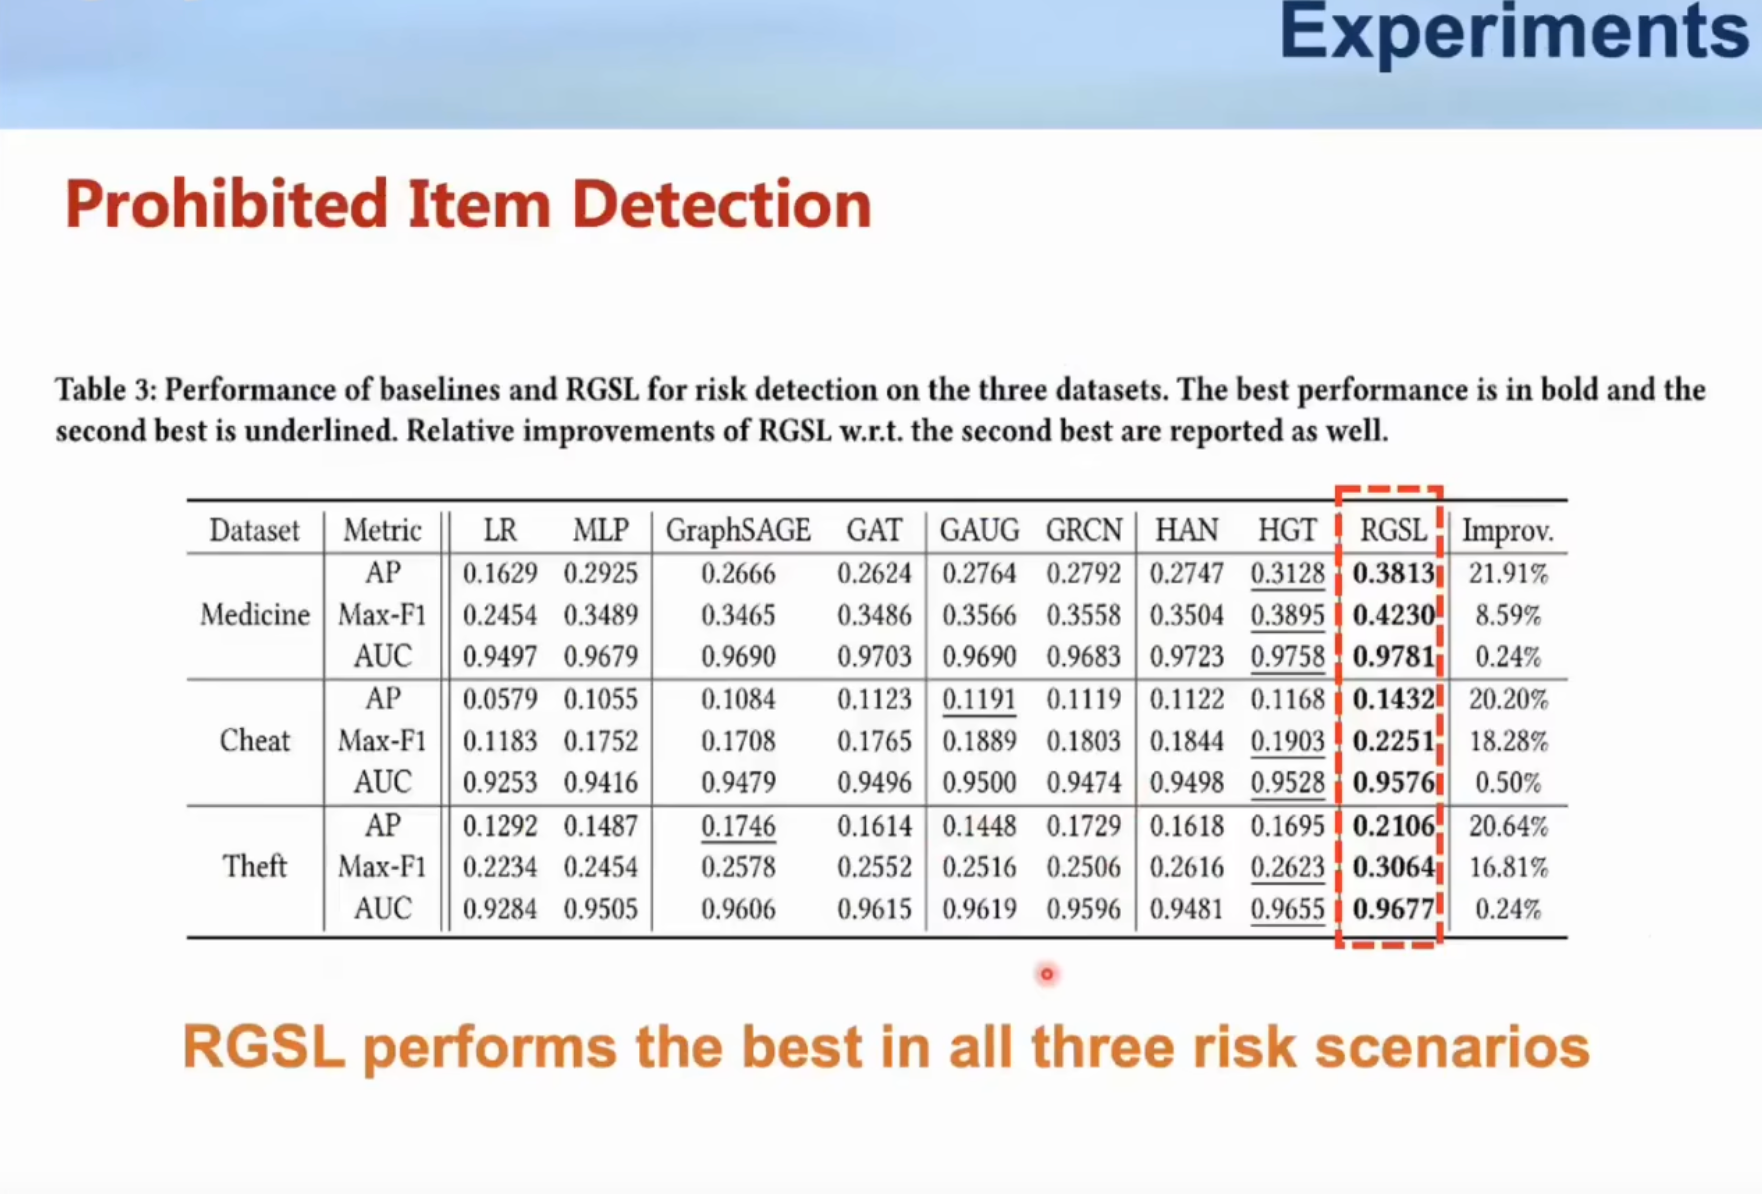 Experiments
Prohibited Item Detection
Table 3: Performance of baselines and RGSL for risk detection on the three datasets. The best performance is in bold and the
second best is underlined. Relative improvements of RGSL w.r.t. the second best are reported as well.
Dataset Metric LR MLP GraphSAGE GAT GAUG GRCN HAN HGT RGSL Improv.
AP 0.1629 0.2925 0.2666 0.2624 0.2764 0.2792 0.2747 0.3128 0.3813 21.91%
Medicine Max-F1 0.2454 0.3489 0.3465 0.3486 0.3566 0.3558 0.3504 0.3895 0.4230 8.59%
AUC 0.9497 0.9679 0.9690 0.9703 0.9690 0.9683 0.9723 0.9758 0.9781 0.24%
AP 0.0579 0.1055 0.1084 0.1123 0.1191 0.1119 0.1122 0.1168 0.1432 20.20%
Cheat Max-F1 0.1183 0.1752 0.1708 0.1765 0.1889 0.1803 0.1844 0.1903 0.2251 18.28%
AUC 0.9253 0.9416 0.9479 0.9496 0.9500 0.9474 0.9498 0.9528 0.9576 0.50%
AP 0.1292 0.1487 0.1746 0.1614 0.1448 0.1729 0.1618 0.1695 0.2106 20.64%
Theft Max-F1 0.2234 0.2454 0.2578 0.2552 0.2516 0.2506 0.2616 0.2623 0.3064 16.81%
AUC 0.9284 0.9505 0.9606 0.9615 0.9619 0.9596 0.9481 0.9655 0.9677 0.24%
RGSL performs the best in all three risk scenarios